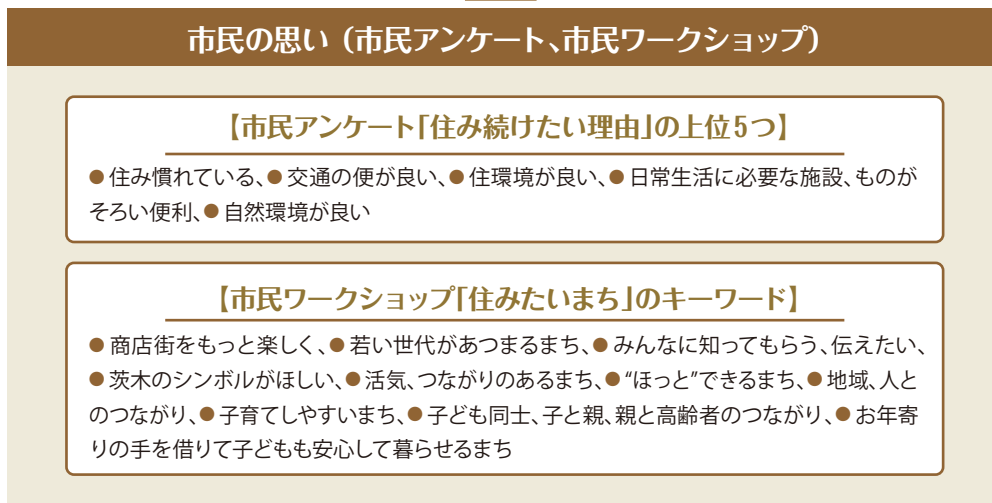 市民の思い（市民アンケート、市民ワークショップ）
【市民アンケート「住み続けたい理由」の上位5つ】
●住み慣れている、●交通の便が良い、●住環境が良い、●日常生活に必要な施設、ものが
そろい便利、●自然環境が良い
【市民ワークショップ「住みたいまち」のキーワード】
●商店街をもっと楽しく、●若い世代があつまるまち、●みんなに知ってもらう、伝えたい、
●茨木のシンボルがほしい、●活気、つながりのあるまち、●“ほっと”できるまち、●地域、人と
のつながり、●子育てしやすいまち、●子ども同士、子と親、親と高齢者のつながり、●お年寄
りの手を借りて子どもも安心して暮らせるまち